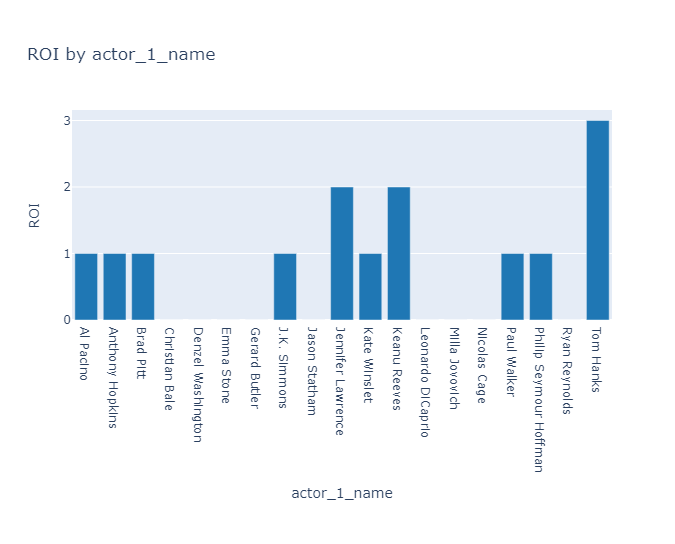 ROI by actor_1_name
3
2
1
0
ROI
Al Pacino
Anthony Hopkins
Brad Pitt
Christian Bale
Denzel Washington
Emma Stone
Gerard Butler
J.K. Simmons
Jason Statham
Jennifer Lawrence
Kate Winslet
Keanu Reeves
Leonardo DiCaprio
Milla Jovovich
Nicolas Cage
Paul Walker
Philip Seymour Hoffman
Ryan Reynolds
Tom Hanks
actor_1_name